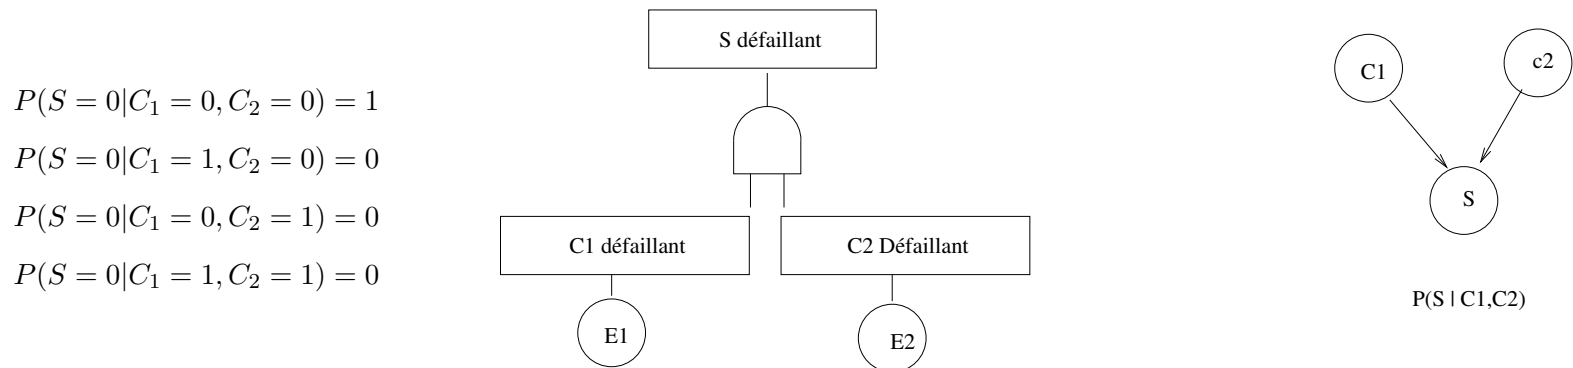 P(S = 0|C₁ = 0, C₂ = 0) = 1
P(S = 0|C₁ = 1, C₂ = 0) = 0
P(S = 0|C₁ = 0, C₂ = 1) = 0
P(S = 0|C₁ = 1, C₂ = 1) = 0
S défaillant
C1 défaillant
C2 Défaillant
E1
E2
C1
c2
S
P(S | C1,C2)